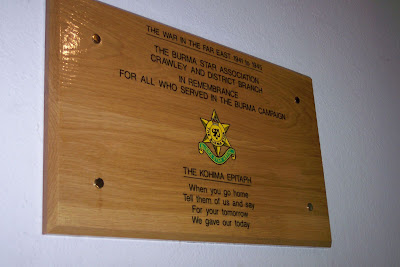 THE WAR IN THE FAR EAST 1941 to 1945
THE BURMA STAR ASSOCIATION
CRAWLEY AND DISTRICT BRANCH
IN REMEMBRANCE
FOR ALL WHO SERVED IN THE BURMA CAMPAIGN
THE KOHIMA EPITAPH
When you go home
Tell them of us and say
For your tomorrow
We gave our today